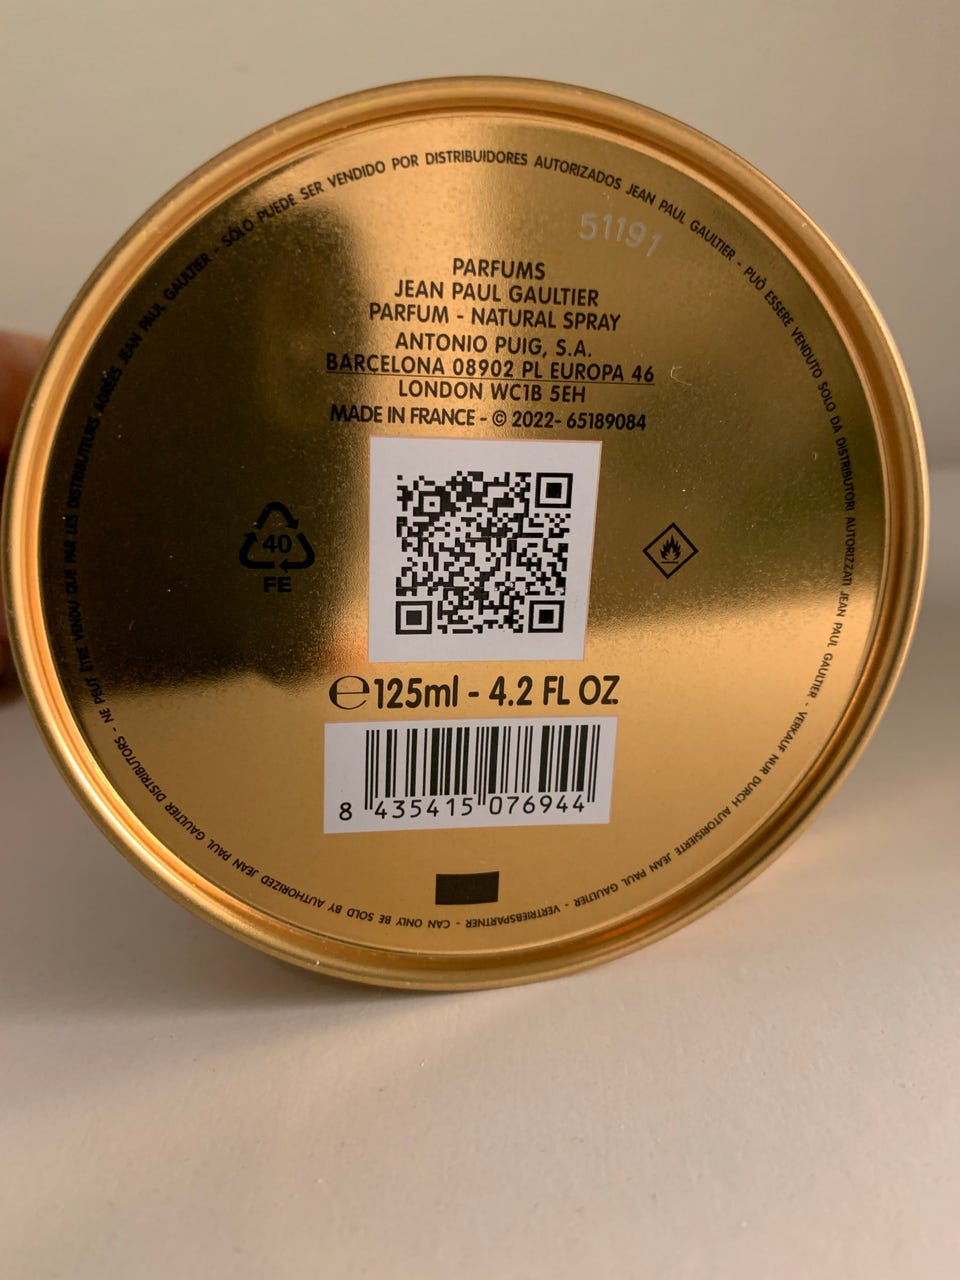 SÓLO PUEDE SER VENDIDO POR DISTRIBUIDORES AUTORIZADOS JEAN PAUL GAULTIER - PUÒ ESSERE VENDUTO SOLO DA DISTRIBUTORI AUTORIZZATI JEAN PAUL GAULTIER - VERKAUF NUR DURCH AUTORISIERTE JEAN PAUL GAULTIER - VERTRIEBSPARTNER - CAN ONLY BE SOLD BY AUTHORIZED JEAN PAUL GAULTIER DISTRIBUTORS - NE PEUT ÊTRE VENDU QUE PAR LES DISTRIBUTEURS AGRÉÉS JEAN PAUL GAULTIER -
51191
PARFUMS
JEAN PAUL GAULTIER
PARFUM - NATURAL SPRAY
ANTONIO PUIG, S.A.
BARCELONA 08902 PL EUROPA 46
LONDON WC1B 5EH
MADE IN FRANCE - © 2022- 65189084
40
FE
℮125ml - 4.2 FL OZ.
8 435415 076944